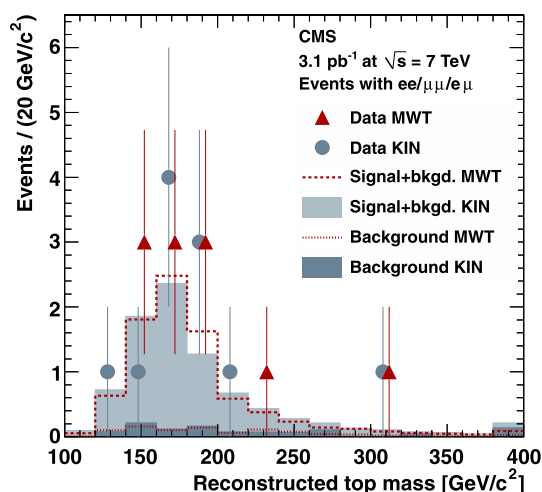 CMS
3.1 pb⁻¹ at √s = 7 TeV
Events with ee/μμ/eμ
Data MWT
Data KIN
Signal+bkgd. MWT
Signal+bkgd. KIN
Background MWT
Background KIN
Events / (20 GeV/c²)
6
5
4
3
2
1
0
100 150 200 250 300 350 400
Reconstructed top mass [GeV/c²]